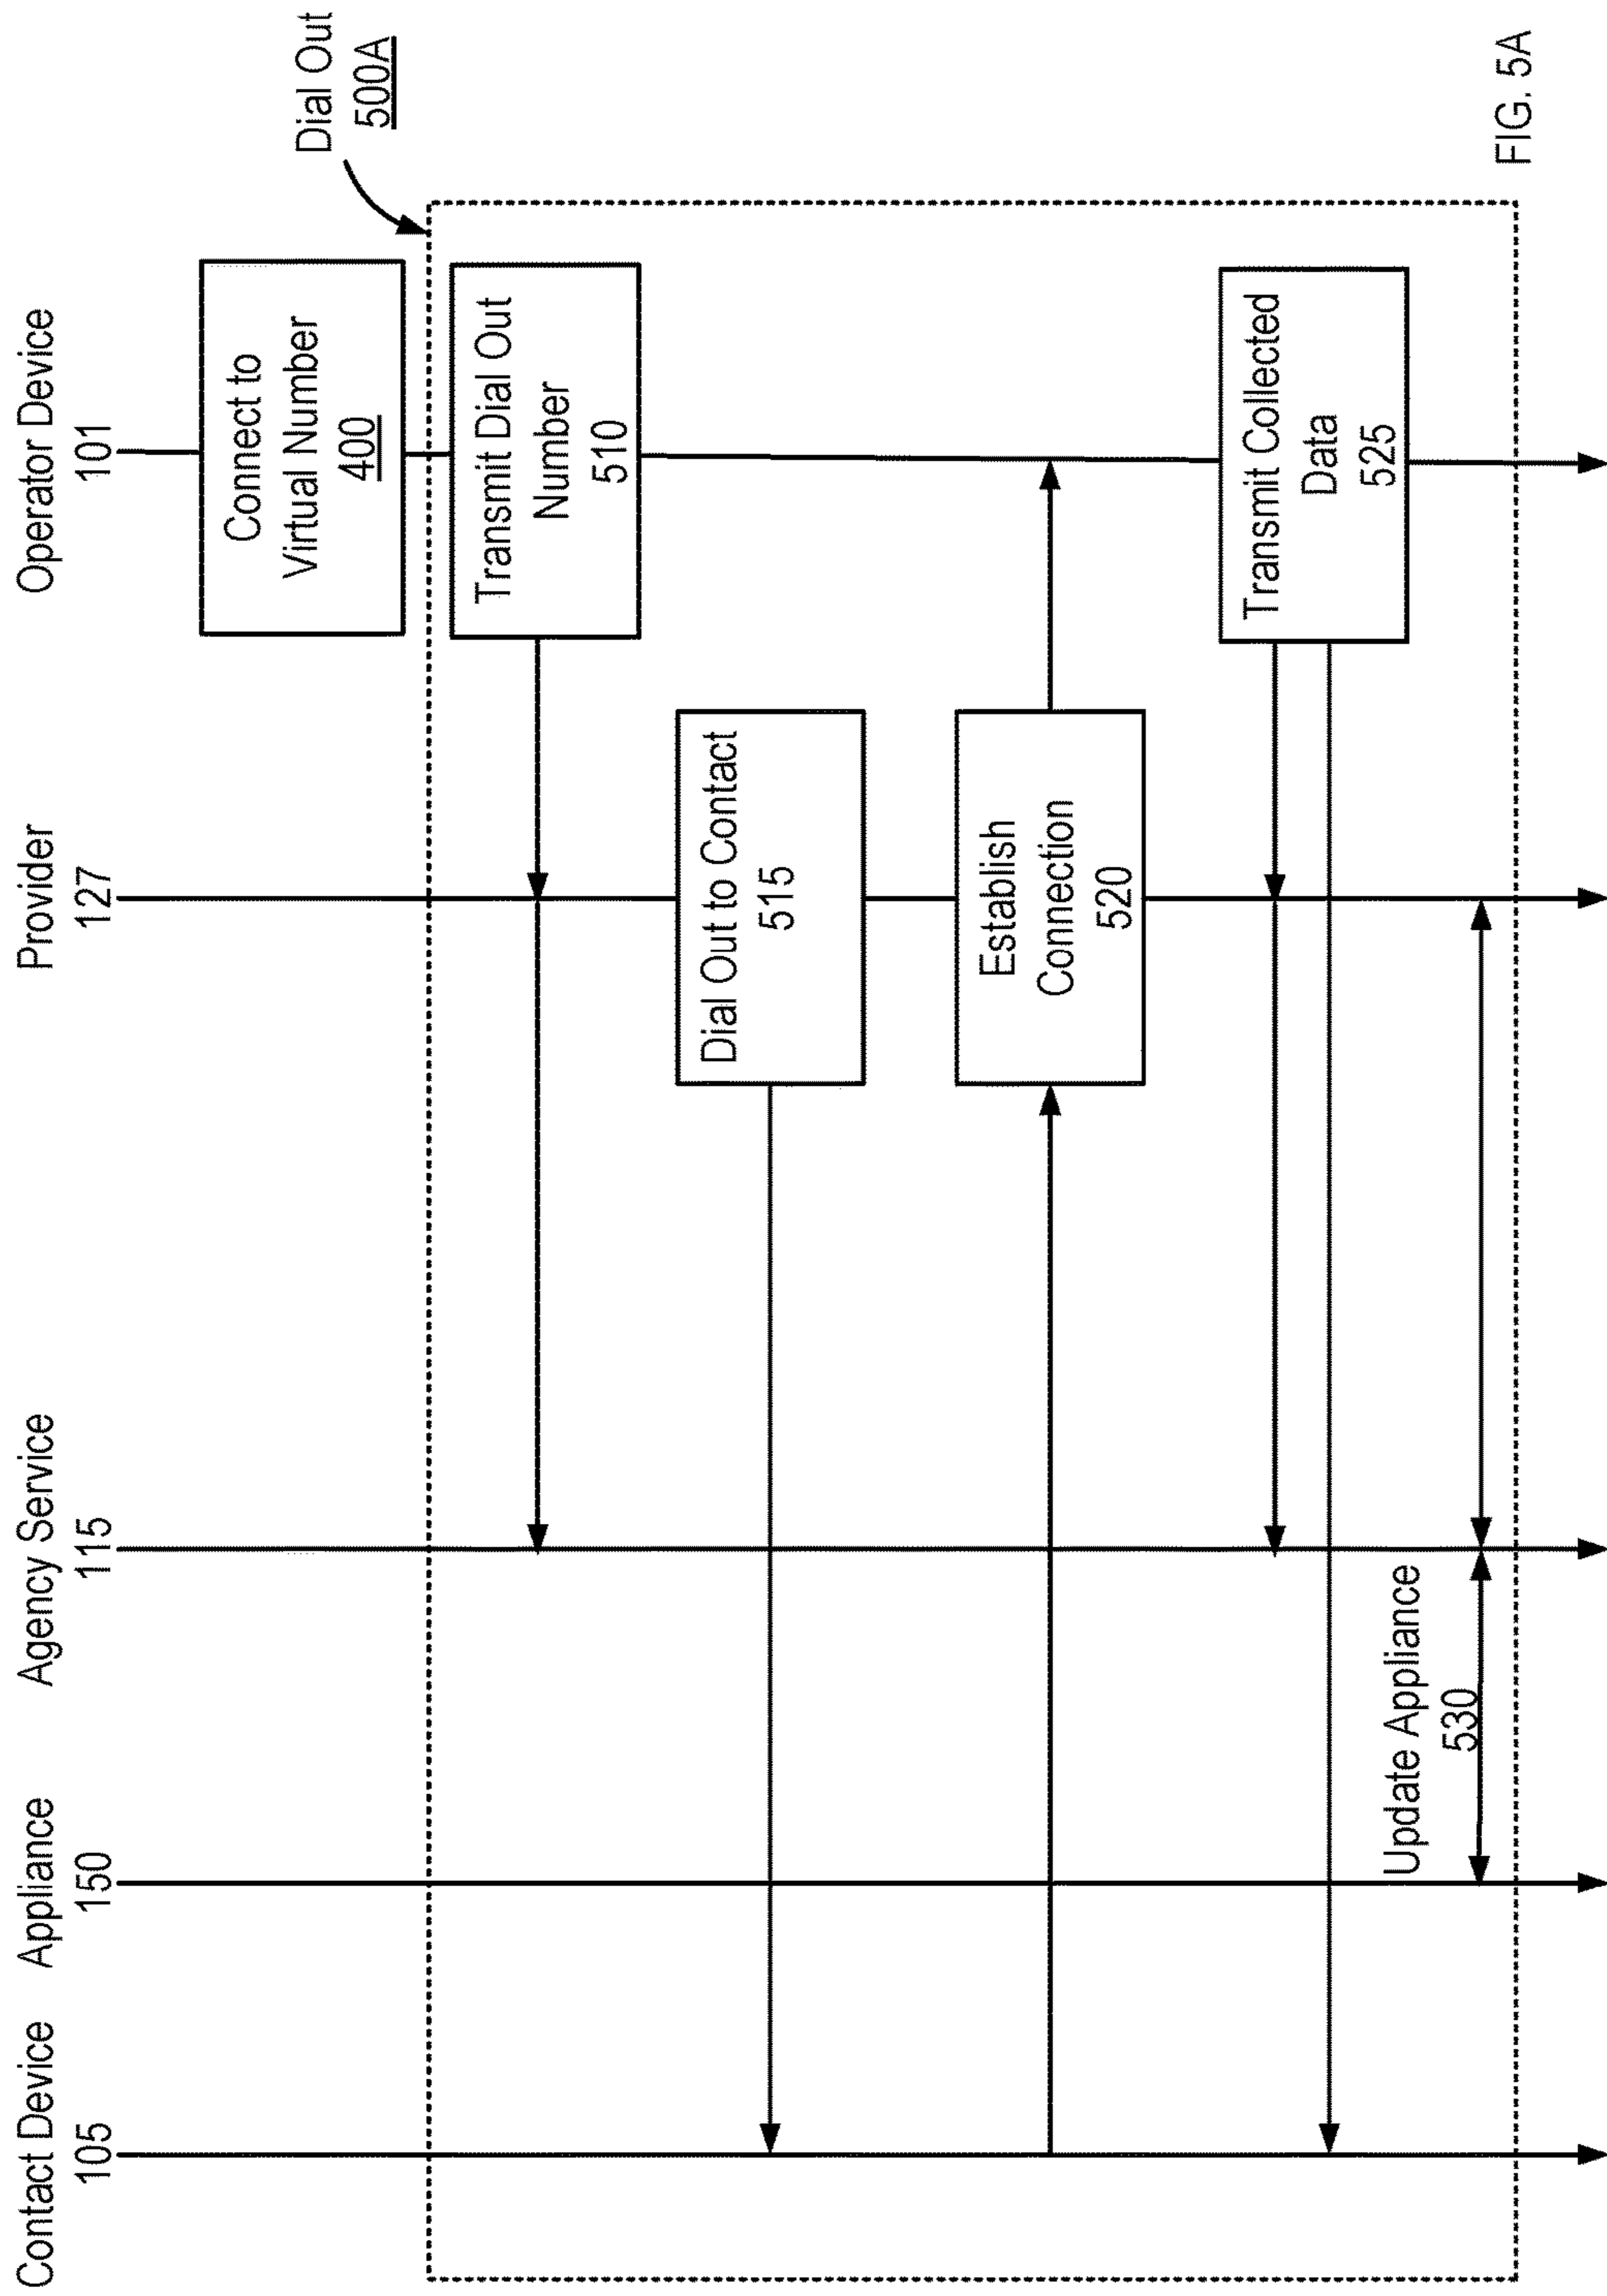 Contact Device
105
Appliance
150
Agency Service
115
Provider
127
Operator Device
101
Connect to
Virtual Number
400
Dial Out
500A
Transmit Dial Out
Number
510
Dial Out to Contact
515
Establish
Connection
520
Transmit Collected
Data
525
Update Appliance
530
FIG. 5A